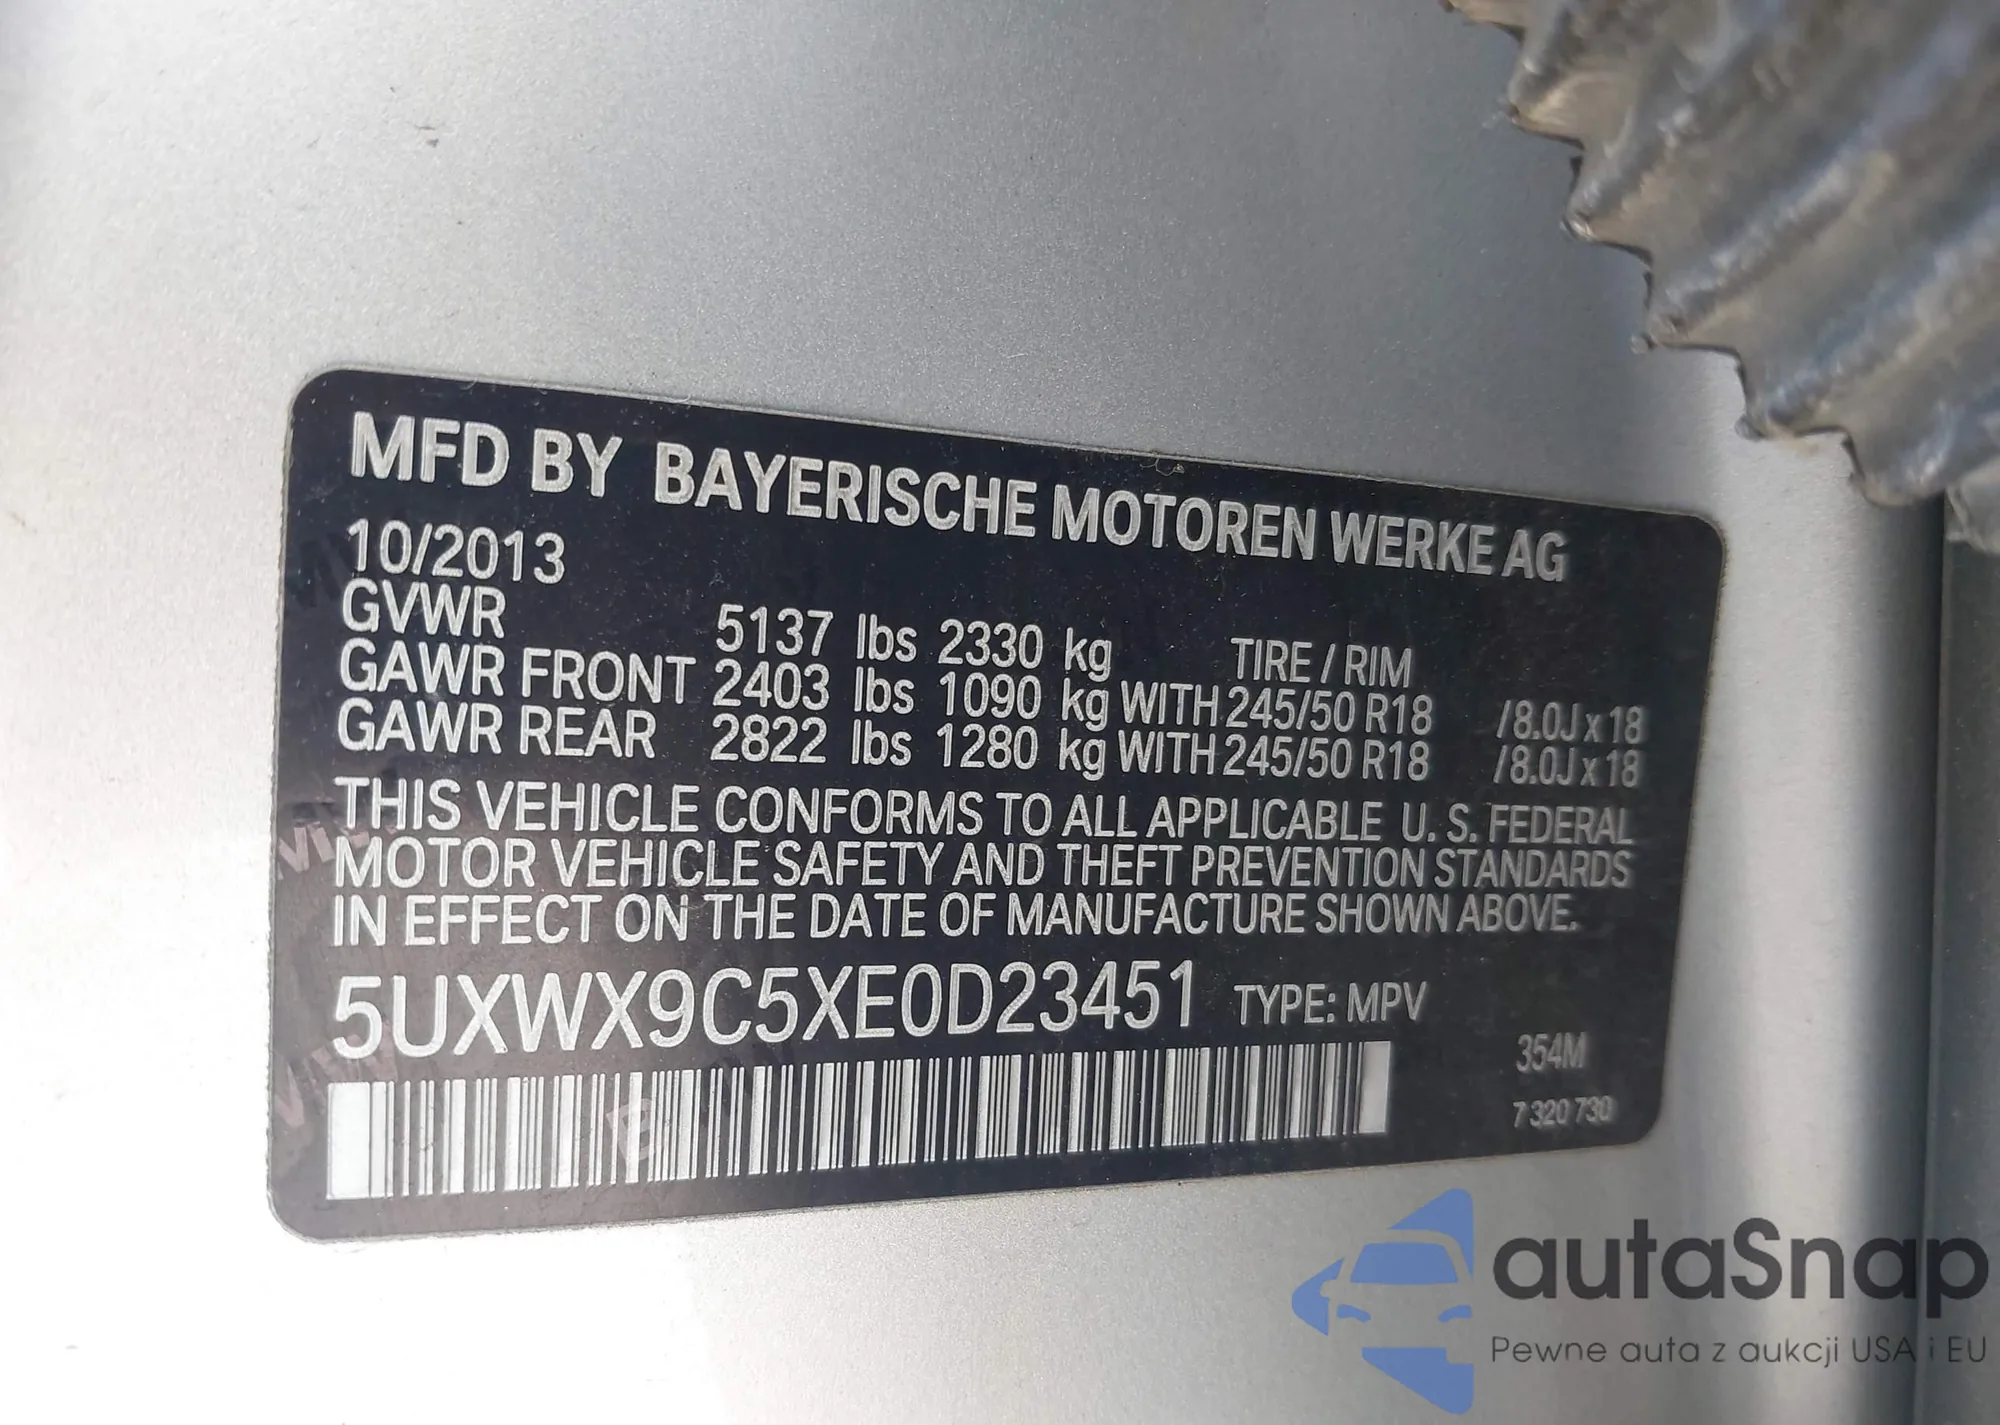 MFD BY BAYERISCHE MOTOREN WERKE AG
10/2013
GVWR 5137 lbs 2330 kg TIRE / RIM
GAWR FRONT 2403 lbs 1090 kg WITH 245/50 R18 /8.0J x 18
GAWR REAR 2822 lbs 1280 kg WITH 245/50 R18 /8.0J x 18
THIS VEHICLE CONFORMS TO ALL APPLICABLE U. S. FEDERAL
MOTOR VEHICLE SAFETY AND THEFT PREVENTION STANDARDS
IN EFFECT ON THE DATE OF MANUFACTURE SHOWN ABOVE.
5UXWX9C5XE0D23451 TYPE: MPV
354M
7 320 730
autaSnap
Pewne auta z aukcji USA i EU